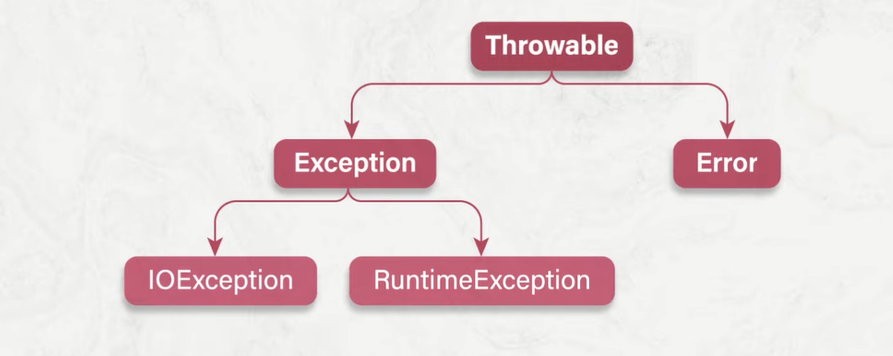 Throwable
Exception
Error
IOException
RuntimeException